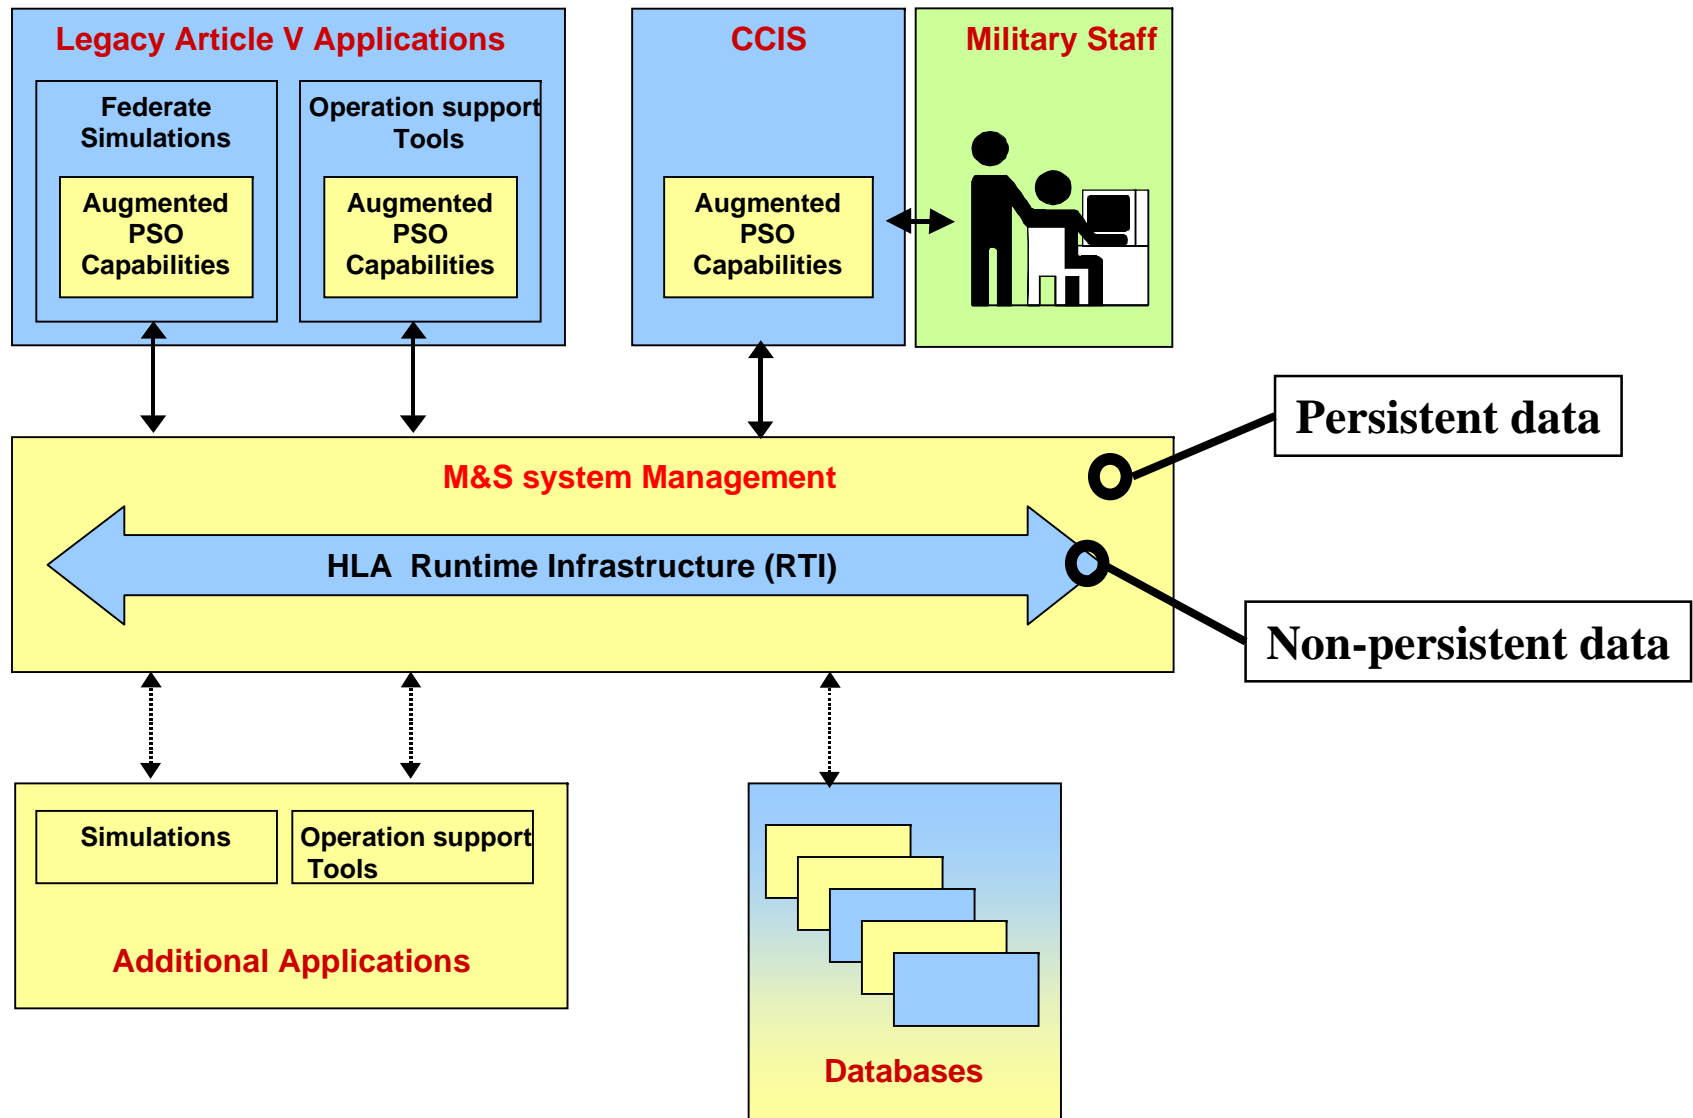 Legacy Article V Applications
Federate
Simulations
Augmented
PSO
Capabilities
Operation support
Tools
Augmented
PSO
Capabilities
CCIS
Augmented
PSO
Capabilities
Military Staff
Persistent data
M&S system Management
HLA  Runtime Infrastructure (RTI)
Non-persistent data
Simulations
Operation support
Tools
Additional Applications
Databases